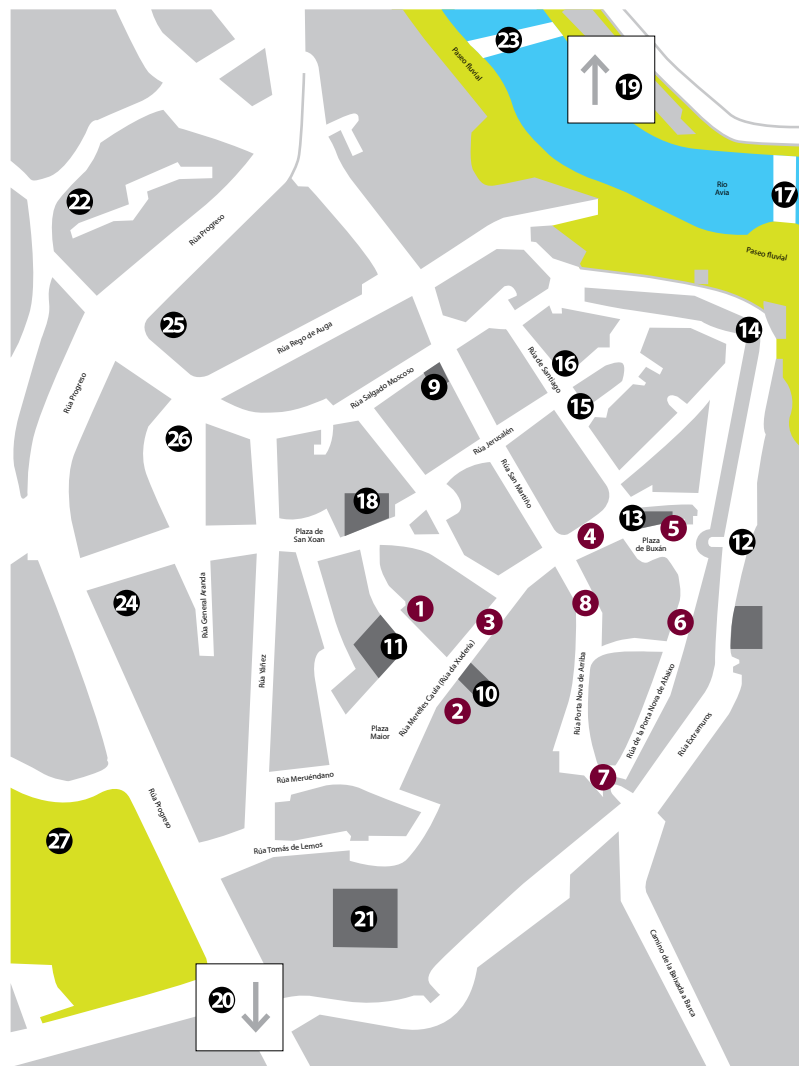 23
Paseo fluvial
19
Río
Avia
17
22
Rúa Progreso
Paseo fluvial
25
Rúa Rego de Auga
14
16
Rúa de Santiago
Rúa Progreso
9
Rúa Salgado Moscoso
15
26
Rúa Jerusalén
Rúa San Martiño
18
13
5
Plaza de
San Xoan
4
Plaza
de Buxán
12
24
Rúa General Aranda
1
3
8
6
11
Rúa Yáñez
Rúa Merelles Caula (Rúa da Xudería)
10
2
Plaza
Maior
Rúa Porta Nova de Arriba
Rúa de la Porta Nova de Abaixo
Rúa Extramuros
Rúa Meruéndano
7
Rúa Progreso
27
Rúa Tomás de Lemos
21
Camino de la Baixada a Barca
20